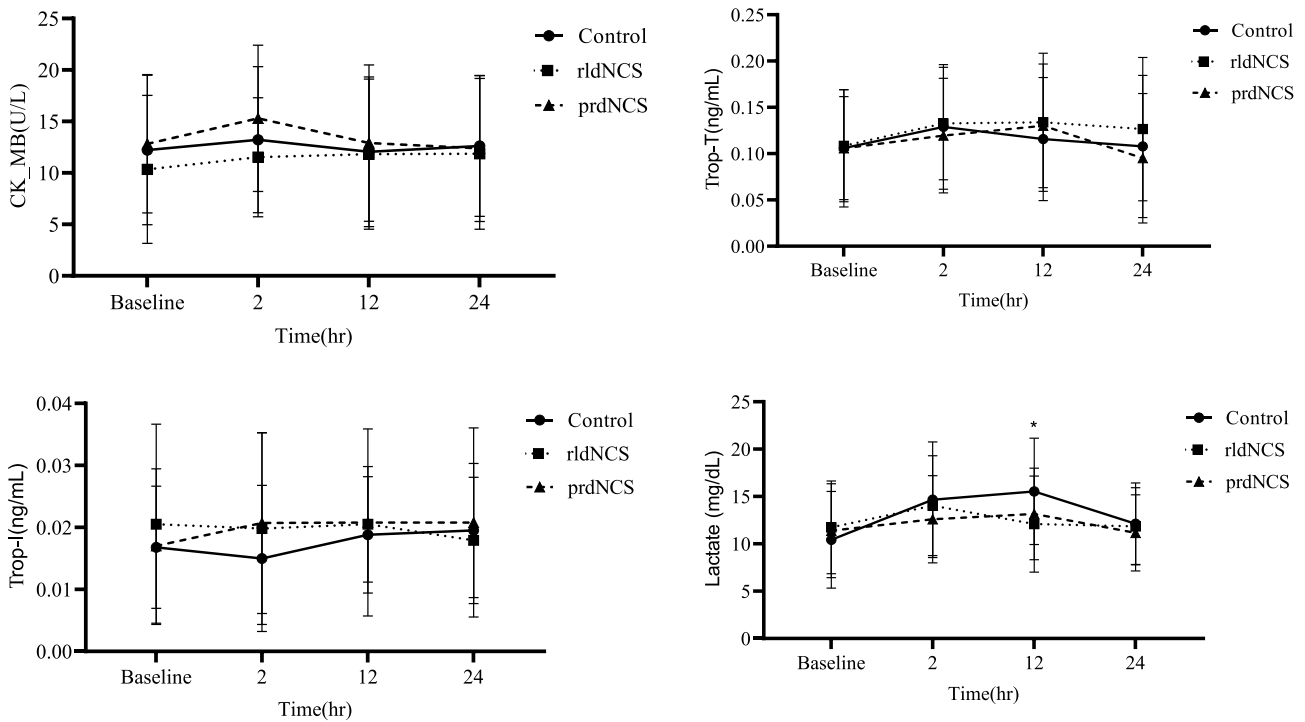 CK_MB(U/L)
25
20
15
10
5
0
Baseline 2 12 24
Time(hr)
Control
rldNCS
prdNCS
Trop-T(ng/mL)
0.25
0.20
0.15
0.10
0.05
0.00
Baseline 2 12 24
Time(hr)
Control
rldNCS
prdNCS
Trop-I(ng/mL)
0.04
0.03
0.02
0.01
0.00
Baseline 2 12 24
Time(hr)
Control
rldNCS
prdNCS
Lactate (mg/dL)
25
20
15
10
5
0
*
Baseline 2 12 24
Time(hr)
Control
rldNCS
prdNCS